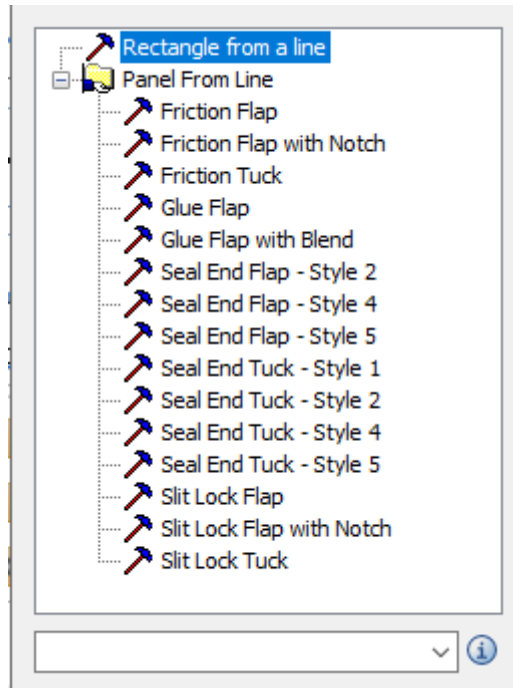 Rectangle from a line
Panel From Line
Friction Flap
Friction Flap with Notch
Friction Tuck
Glue Flap
Glue Flap with Blend
Seal End Flap - Style 2
Seal End Flap - Style 4
Seal End Flap - Style 5
Seal End Tuck - Style 1
Seal End Tuck - Style 2
Seal End Tuck - Style 4
Seal End Tuck - Style 5
Slit Lock Flap
Slit Lock Flap with Notch
Slit Lock Tuck